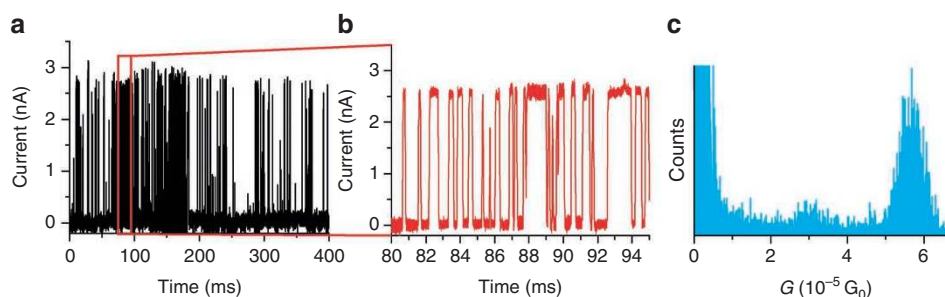 a
3
2
1
0
Current (nA)
0
100
200
300
400
Time (ms)
b
3
2
1
0
Current (nA)
80
82
84
86
88
90
92
94
Time (ms)
c
Counts
0
2
4
6
G (10⁻⁵ G₀)